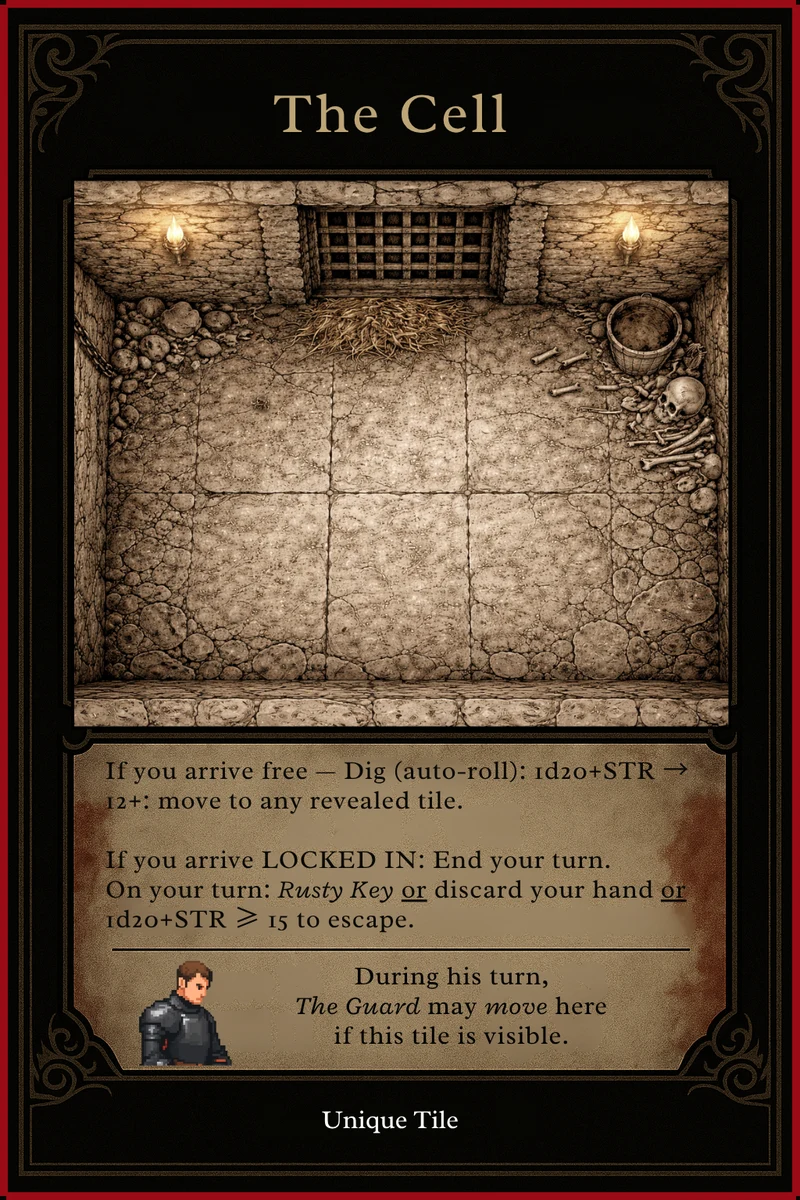 The Cell
If you arrive free — Dig (auto-roll): 1d20+STR →
12+: move to any revealed tile.
If you arrive LOCKED IN: End your turn.
On your turn: Rusty Key or discard your hand or
1d20+STR ⩾ 15 to escape.
During his turn,
The Guard may move here
if this tile is visible.
Unique Tile